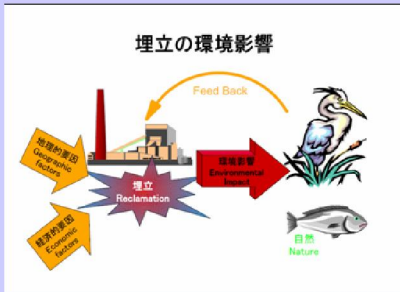 埋立の環境影響
Feed Back
地理的要因
Geographic
factors
埋立
Reclamation
環境影響
Environmental
Impact
経済的要因
Economic
factors
自然
Nature